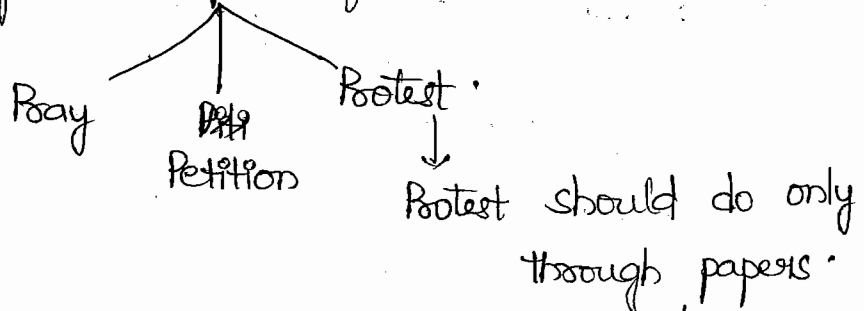 Pray
Petition
Protest.
Protest should do only
through papers.